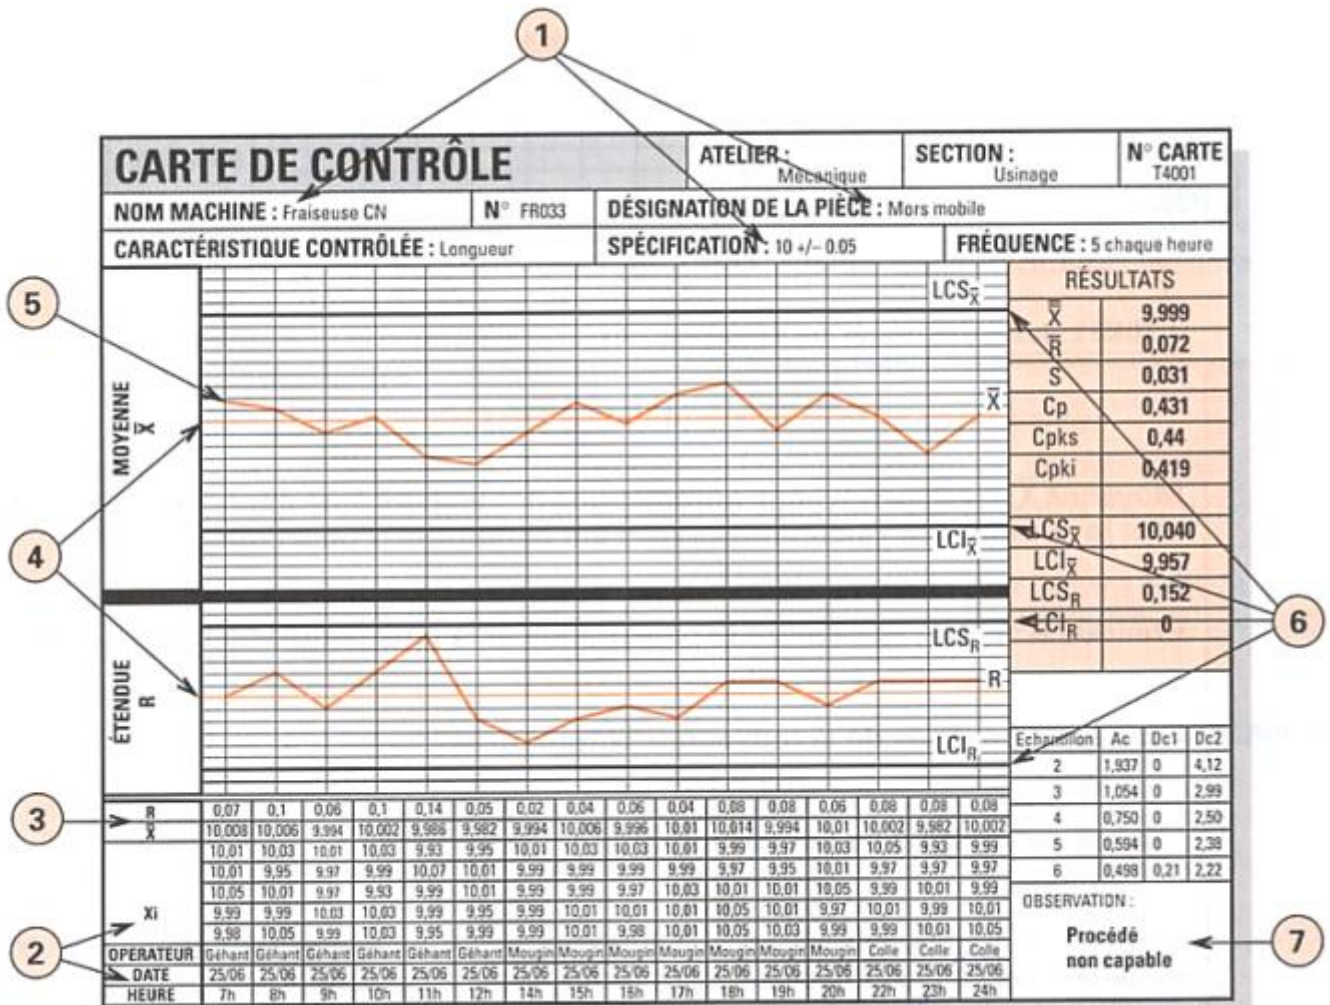 1
CARTE DE CONTRÔLE
ATELIER : Mécanique
SECTION : Usinage
N° CARTE T4001
NOM MACHINE : Fraiseuse CN
N° FR033
DÉSIGNATION DE LA PIÈCE : Mors mobile
CARACTÉRISTIQUE CONTRÔLÉE : Longueur
SPÉCIFICATION : 10 +/– 0.05
FRÉQUENCE : 5 chaque heure
5
4
MOYENNE X̄
LCS X̄
X̿
LCI X̄
RÉSULTATS
X̿ 9,999
R̄ 0,072
S 0,031
Cp 0,431
Cpks 0,44
Cpki 0,419
LCS X̄ 10,040
LCI X̄ 9,957
LCS R 0,152
LCI R 0
6
ÉTENDUE R
LCS R
R
LCI R
Echantillon Ac Dc1 Dc2
2 1,937 0 4,12
3 1,054 0 2,99
4 0,750 0 2,50
5 0,594 0 2,38
6 0,498 0,21 2,22
3
R 0,07 0,1 0,06 0,1 0,14 0,05 0,02 0,04 0,06 0,04 0,08 0,08 0,06 0,08 0,08 0,08
X̄ 10,008 10,006 9,994 10,002 9,986 9,982 9,994 10,006 9,996 10,01 10,014 9,994 10,01 10,002 9,982 10,002
Xi
10,01 10,03 10,01 10,03 9,93 9,95 10,01 10,03 10,03 10,01 9,99 9,97 10,03 10,05 9,93 9,99
10,01 9,95 9,97 9,99 10,07 10,01 9,99 9,99 9,99 9,99 9,97 9,95 10,01 9,97 9,97 9,97
10,05 10,01 9,97 9,93 9,99 10,01 9,99 9,99 9,97 10,03 10,01 10,01 10,05 9,99 10,01 9,99
9,99 9,99 10,03 10,03 9,99 9,95 9,99 10,01 10,01 10,01 10,05 10,01 9,97 10,01 9,99 10,01
9,98 10,05 9,99 10,03 9,95 9,99 9,99 10,01 9,98 10,01 10,05 10,03 9,99 9,99 10,01 10,05
2
OPERATEUR Géhant Géhant Géhant Géhant Géhant Géhant Mougin Mougin Mougin Mougin Mougin Mougin Mougin Colle Colle Colle
DATE 25/06 25/06 25/06 25/06 25/06 25/06 25/06 25/06 25/06 25/06 25/06 25/06 25/06 25/06 25/06 25/06
HEURE 7h 8h 9h 10h 11h 12h 14h 15h 16h 17h 18h 19h 20h 22h 23h 24h
OBSERVATION :
Procédé
non capable
7